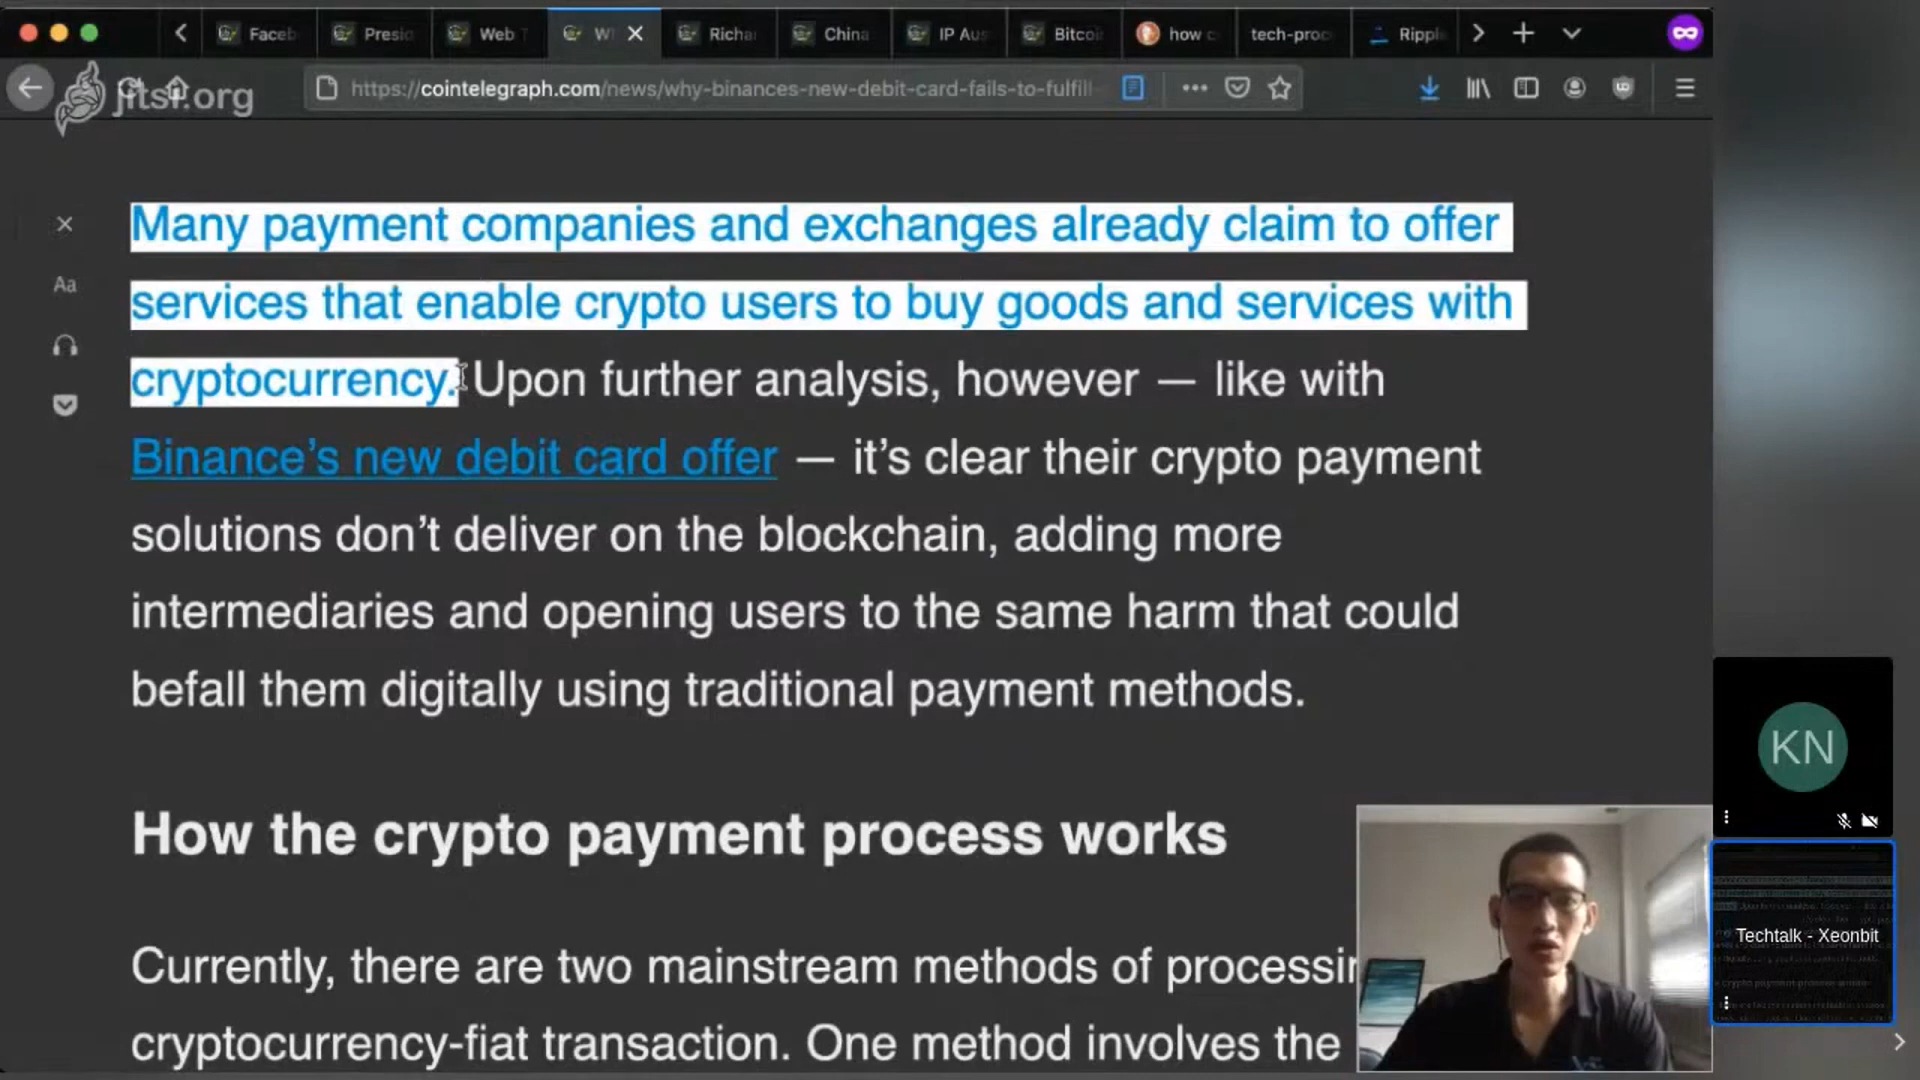 Faceb
Presid
Web T
Wh
Richa
China
IP Aus
Bitcoi
how c
tech-proc
Ripple
jitsi.org
https://cointelegraph.com/news/why-binances-new-debit-card-fails-to-fulfill-
Many payment companies and exchanges already claim to offer
services that enable crypto users to buy goods and services with
cryptocurrency. Upon further analysis, however — like with
Binance’s new debit card offer — it’s clear their crypto payment
solutions don’t deliver on the blockchain, adding more
intermediaries and opening users to the same harm that could
befall them digitally using traditional payment methods.
Aa
How the crypto payment process works
Currently, there are two mainstream methods of processin
cryptocurrency-fiat transaction. One method involves the
KN
Techtalk - Xeonbit